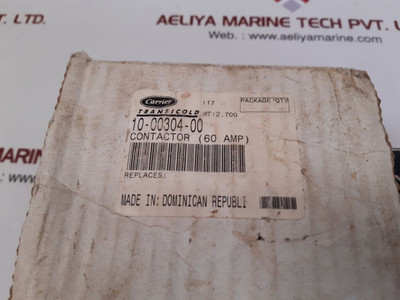 AELIYA MARINE TECH PVT. L
Web. : www.aeliyamarine.com
Carrier
TRANSICOLD
117
WT:2.700
PACKAGE QTY
10-00304-00
CONTACTOR (60 AMP)
REPLACES:
MADE IN: DOMINICAN REPUBLI